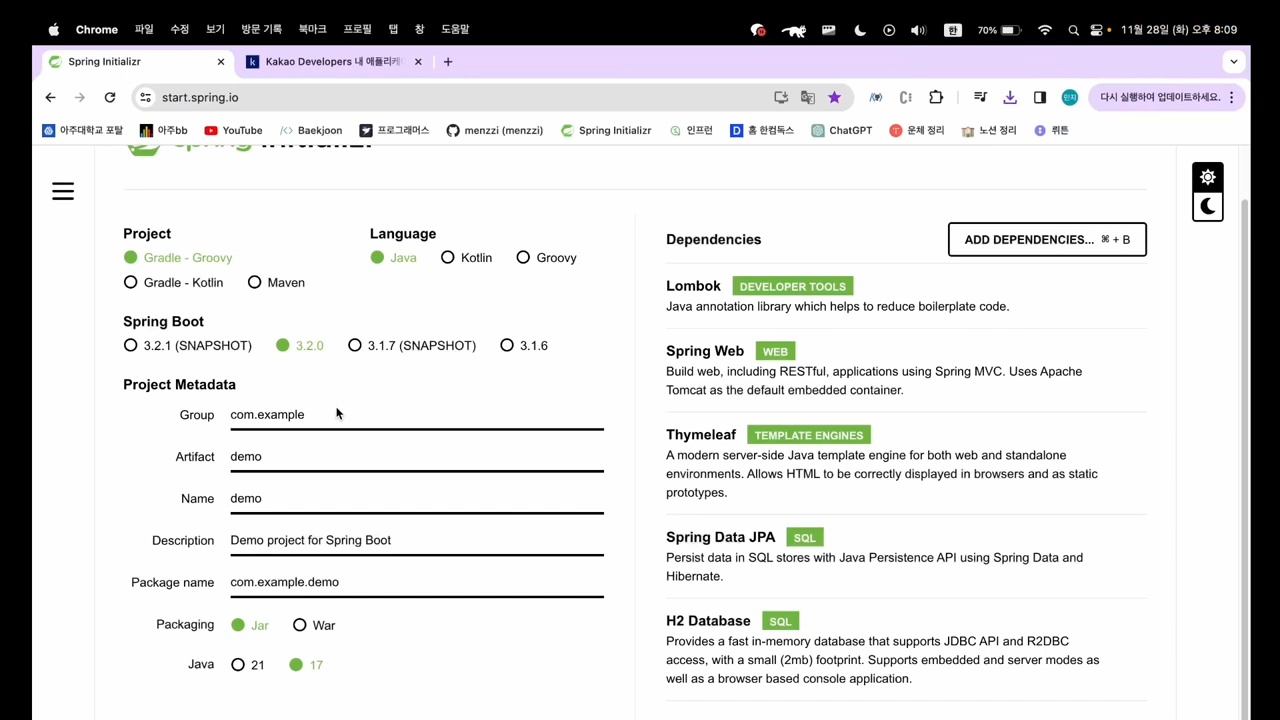 Chrome 파일 수정 보기 방문 기록 북마크 프로필 탭 창 도움말 한 70% 11월 28일 (화) 오후 8:09
Spring Initializr Kakao Developers 내 애플리케
start.spring.io 민지 다시 실행하여 업데이트하세요.
아주대학교 포탈 아주bb YouTube Baekjoon 프로그래머스 menzzi (menzzi) Spring Initializr 인프런 홈 한컴독스 ChatGPT 운체 정리 노션 정리 뤼튼
spring initializr
Project
Gradle - Groovy
Gradle - Kotlin Maven
Language
Java Kotlin Groovy
Spring Boot
3.2.1 (SNAPSHOT) 3.2.0 3.1.7 (SNAPSHOT) 3.1.6
Project Metadata
Group com.example
Artifact demo
Name demo
Description Demo project for Spring Boot
Package name com.example.demo
Packaging Jar War
Java 21 17
Dependencies ADD DEPENDENCIES... ⌘ + B
Lombok DEVELOPER TOOLS
Java annotation library which helps to reduce boilerplate code.
Spring Web WEB
Build web, including RESTful, applications using Spring MVC. Uses Apache
Tomcat as the default embedded container.
Thymeleaf TEMPLATE ENGINES
A modern server-side Java template engine for both web and standalone
environments. Allows HTML to be correctly displayed in browsers and as static
prototypes.
Spring Data JPA SQL
Persist data in SQL stores with Java Persistence API using Spring Data and
Hibernate.
H2 Database SQL
Provides a fast in-memory database that supports JDBC API and R2DBC
access, with a small (2mb) footprint. Supports embedded and server modes as
well as a browser based console application.